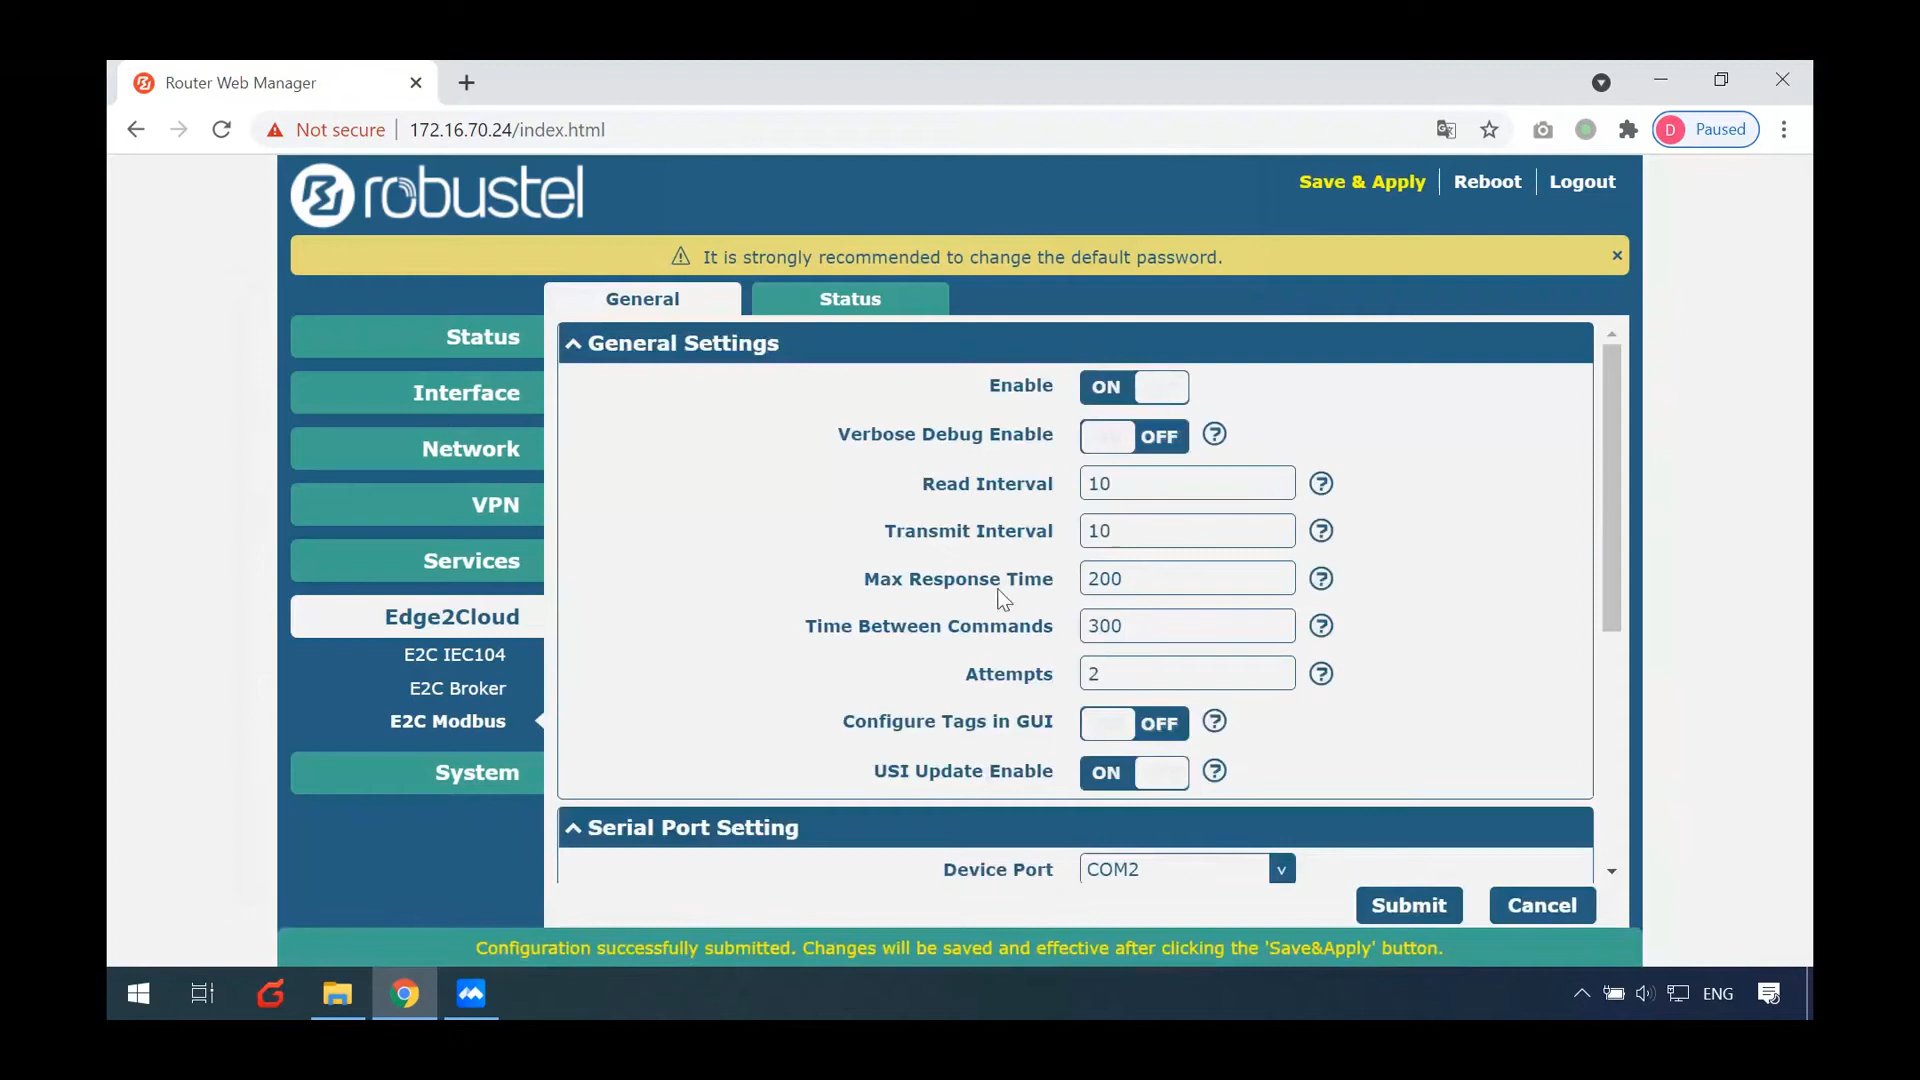 Router Web Manager
Not secure 172.16.70.24/index.html
D Paused
robustel
Save & Apply Reboot Logout
It is strongly recommended to change the default password. ×
General Status
Status
Interface
Network
VPN
Services
Edge2Cloud
E2C IEC104
E2C Broker
E2C Modbus
System
General Settings
Enable ON
Verbose Debug Enable OFF ?
Read Interval 10 ?
Transmit Interval 10 ?
Max Response Time 200 ?
Time Between Commands 300 ?
Attempts 2 ?
Configure Tags in GUI OFF ?
USI Update Enable ON ?
Serial Port Setting
Device Port COM2 v
Submit Cancel
Configuration successfully submitted. Changes will be saved and effective after clicking the 'Save&Apply' button.
ENG